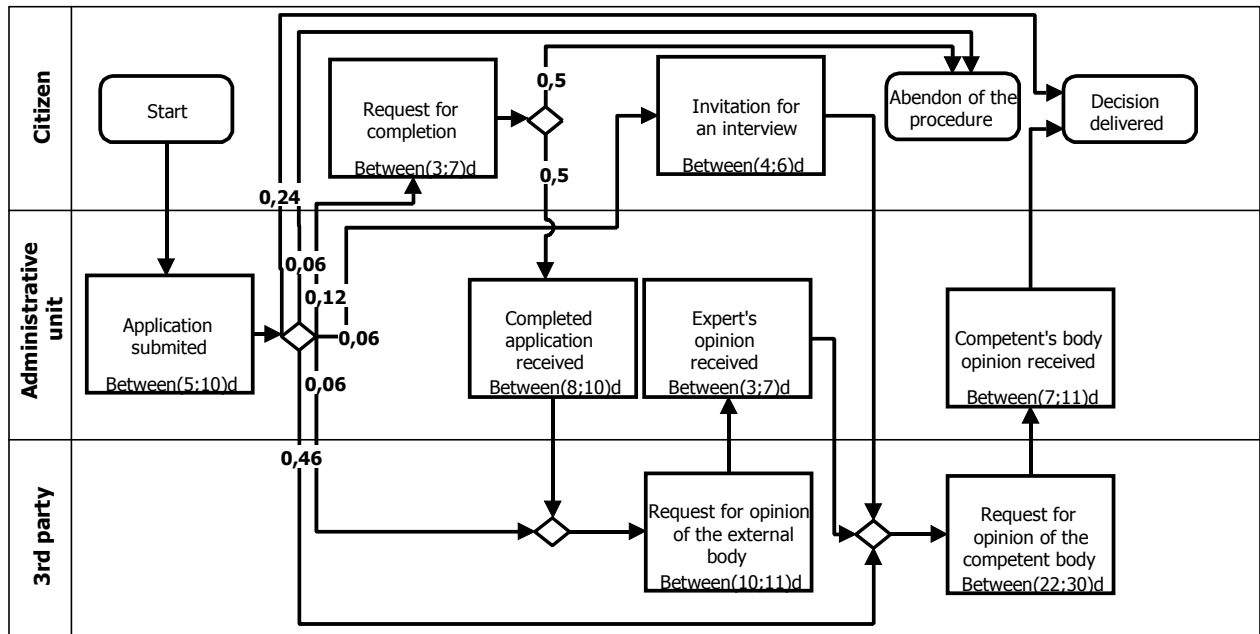 Citizen
Start
Request for
completion
Between(3;7)d
0,5
0,5
Invitation for
an interview
Between(4;6)d
Abendon of the
procedure
Decision
delivered
0,24
Administrative
unit
Application
submited
Between(5;10)d
0,06
0,12
0,06
0,06
Completed
application
received
Between(8;10)d
Expert's
opinion
received
Between(3;7)d
Competent's body
opinion received
Between(7;11)d
3rd party
0,46
Request for opinion
of the external
body
Between(10;11)d
Request for
opinion of the
competent body
Between(22;30)d